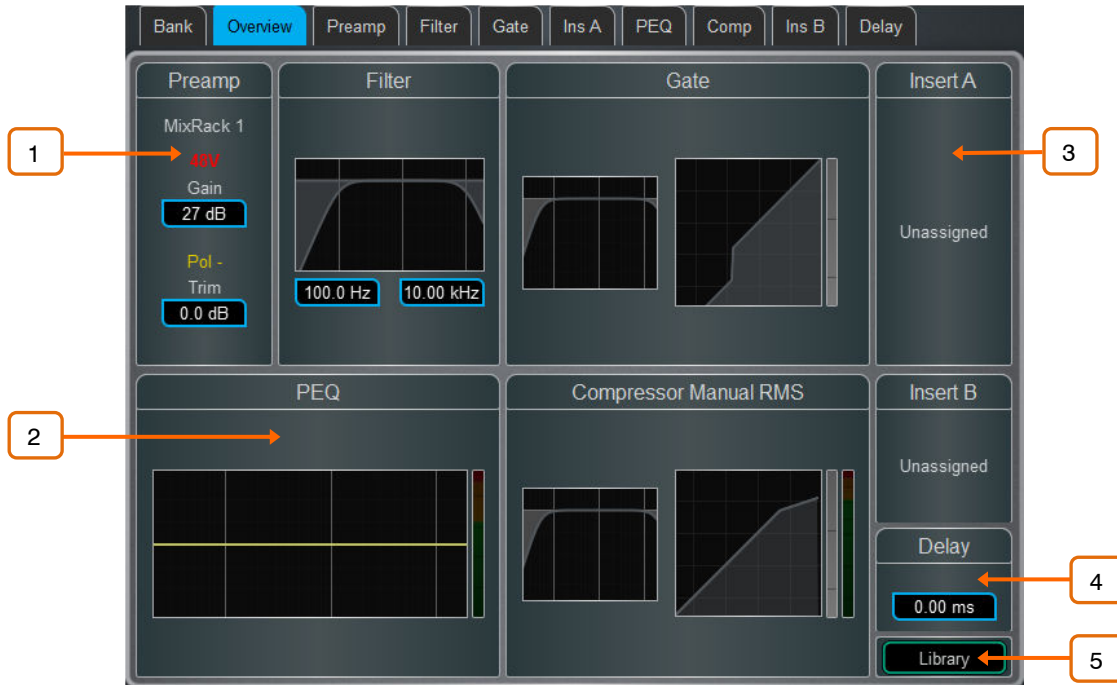 Bank Overview Preamp Filter Gate Ins A PEQ Comp Ins B Delay
Preamp
MixRack 1
48V
Gain
27 dB
Pol -
Trim
0.0 dB
Filter
100.0 Hz 10.00 kHz
Gate
Insert A
Unassigned
PEQ
Compressor Manual RMS
Insert B
Unassigned
Delay
0.00 ms
Library
1
2
3
4
5